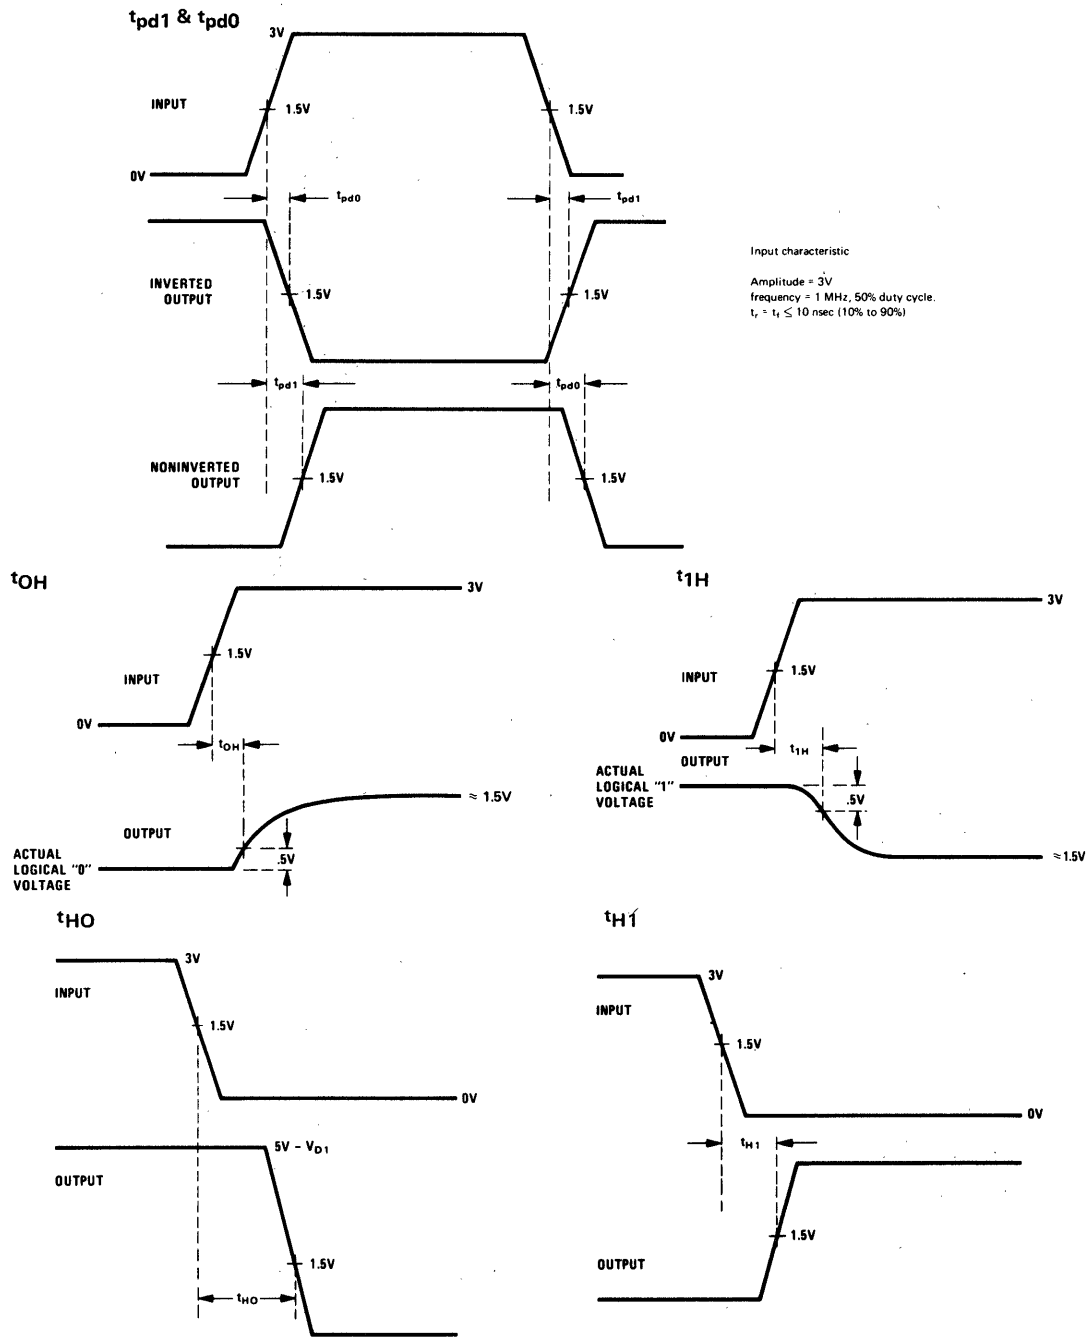 tpd1 & tpd0
3V
INPUT
1.5V
1.5V
0V
tpd0
tpd1
INVERTED
OUTPUT
1.5V
1.5V
Input characteristic
Amplitude = 3V
frequency = 1 MHz, 50% duty cycle.
tr = tf ≤ 10 nsec (10% to 90%)
tpd1
tpd0
NONINVERTED
OUTPUT
1.5V
1.5V
tOH
3V
1.5V
INPUT
0V
tOH
≈ 1.5V
OUTPUT
.5V
ACTUAL
LOGICAL "0"
VOLTAGE
t1H
3V
1.5V
INPUT
0V
t1H
OUTPUT
ACTUAL
LOGICAL "1"
VOLTAGE
.5V
≈1.5V
tHO
3V
INPUT
1.5V
0V
5V – VD1
OUTPUT
1.5V
tHO
tH1
3V
INPUT
1.5V
0V
tH1
1.5V
OUTPUT